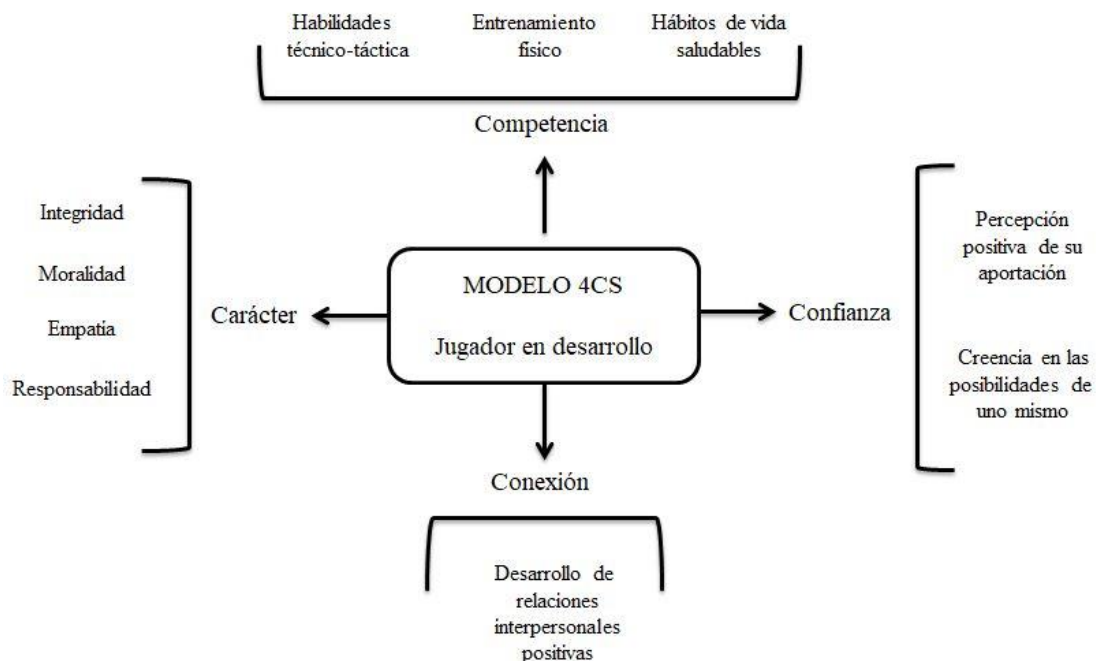 Habilidades
técnico-táctica
Entrenamiento
físico
Hábitos de vida
saludables
Competencia
Integridad
Moralidad
Empatía
Responsabilidad
Carácter
MODELO 4CS
Jugador en desarrollo
Confianza
Percepción
positiva de su
aportación
Creencia en las
posibilidades de
uno mismo
Conexión
Desarrollo de
relaciones
interpersonales
positivas